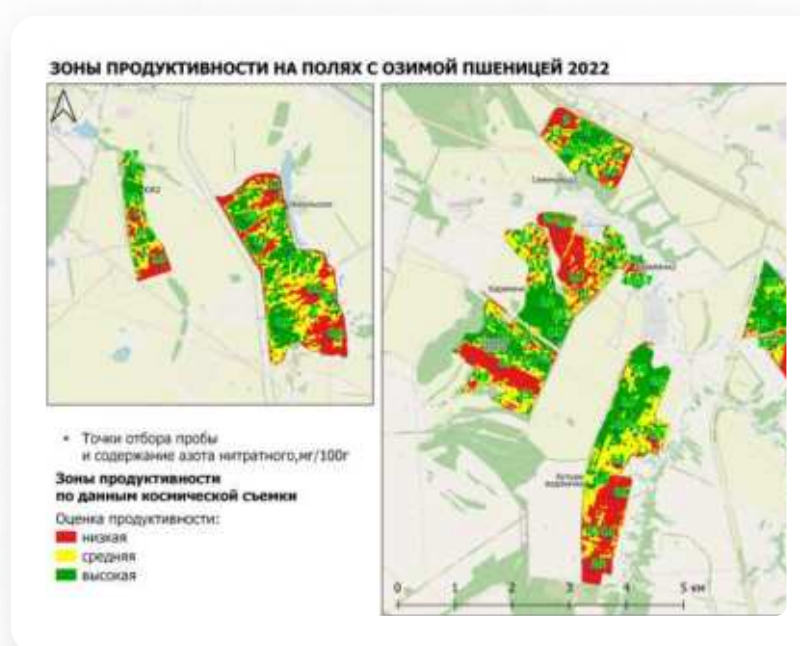 ЗОНЫ ПРОДУКТИВНОСТИ НА ПОЛЯХ С ОЗИМОЙ ПШЕНИЦЕЙ 2022
Точки отбора пробы
и содержание азота нитратного,мг/100г
Зоны продуктивности
по данным космической съемки
Оценка продуктивности:
низкая
средняя
высокая
0 1 2 3 4 5 км